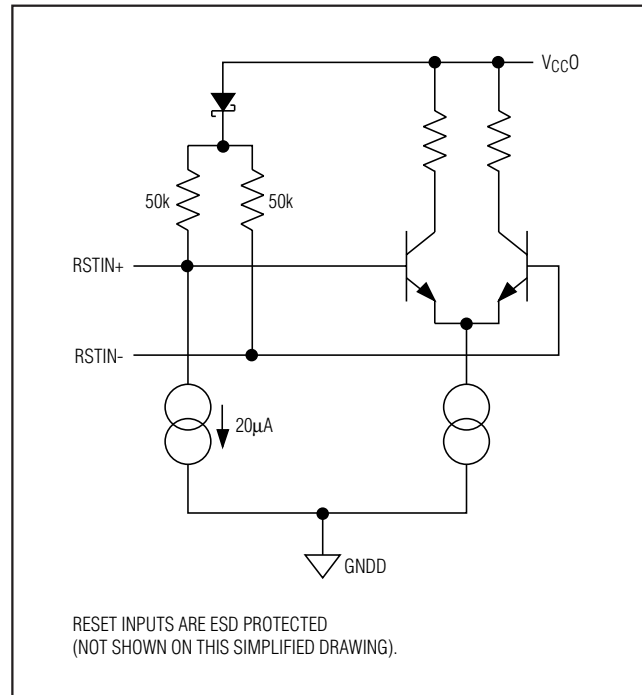 VCCO
50k 50k
RSTIN+
RSTIN-
20μA
GNDD
RESET INPUTS ARE ESD PROTECTED
(NOT SHOWN ON THIS SIMPLIFIED DRAWING).